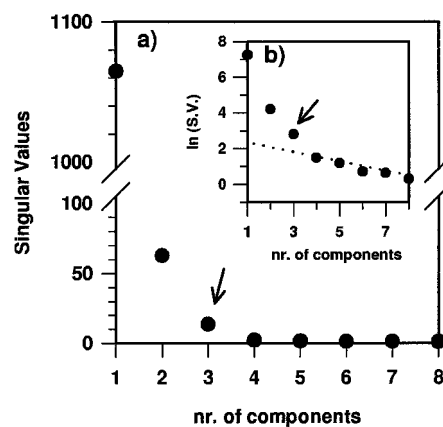 1100
a)
Singular Values
1000
100
50
0
1 2 3 4 5 6 7 8
nr. of components
b)
8
6
4
2
0
ln (S.V.)
1 3 5 7
nr. of components